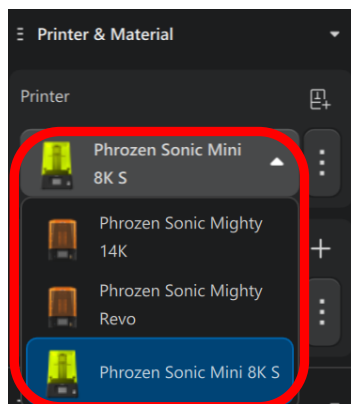 Printer & Material
Printer
Phrozen Sonic Mini
8K S
Phrozen Sonic Mighty
14K
Phrozen Sonic Mighty
Revo
Phrozen Sonic Mini 8K S